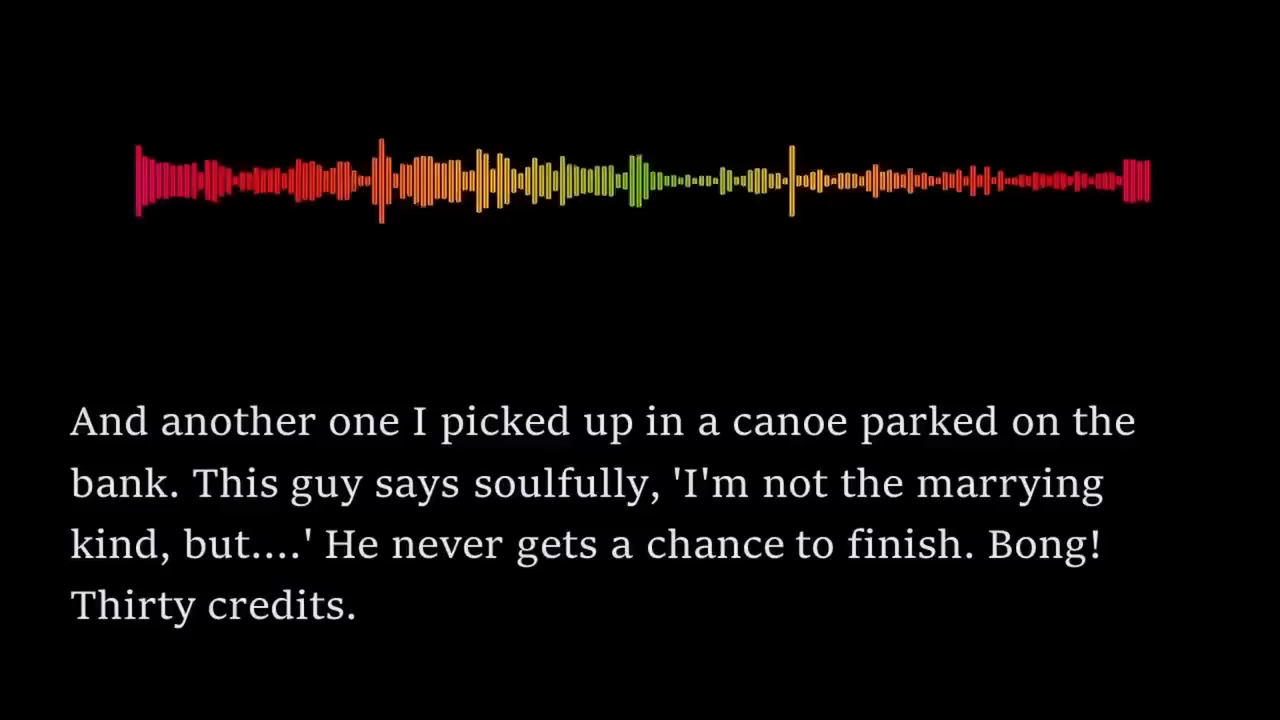 And another one I picked up in a canoe parked on the
bank. This guy says soulfully, 'I'm not the marrying
kind, but....' He never gets a chance to finish. Bong!
Thirty credits.